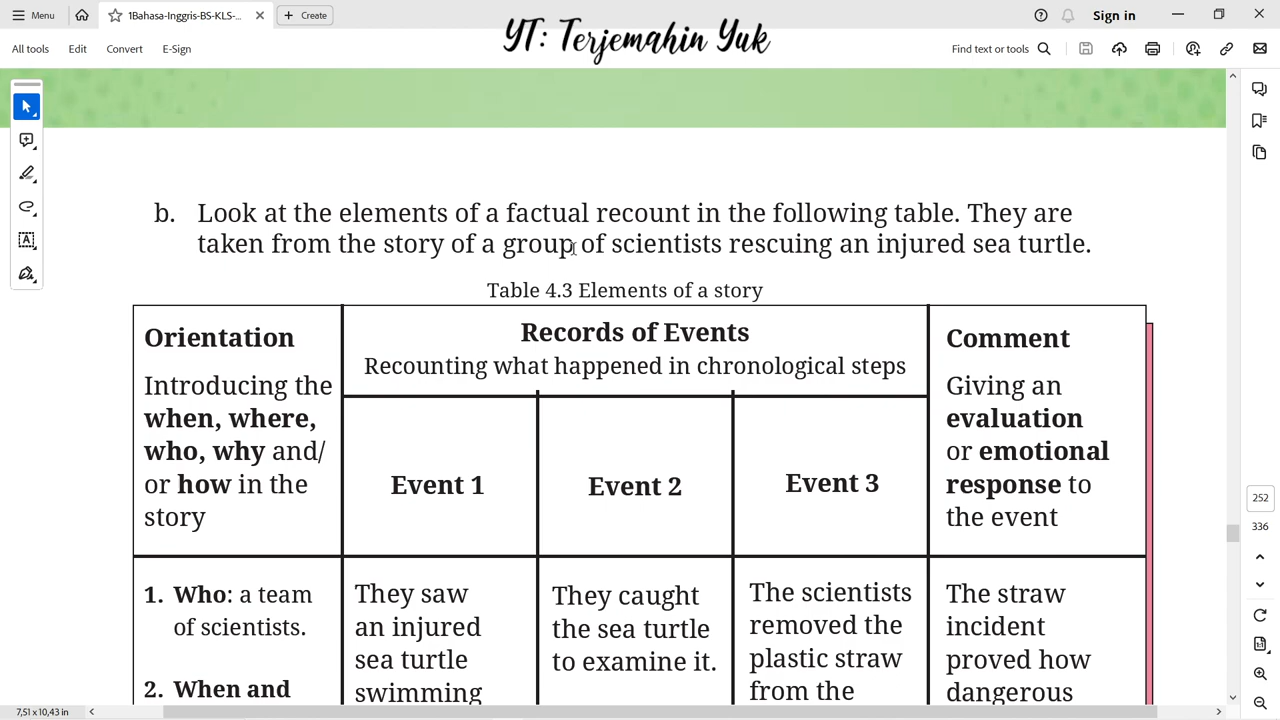 Menu
1Bahasa-Inggris-BS-KLS-...
Create
YT: Terjemahin Yuk
Sign in
All tools
Edit
Convert
E-Sign
Find text or tools
b. Look at the elements of a factual recount in the following table. They are
taken from the story of a group of scientists rescuing an injured sea turtle.
Table 4.3 Elements of a story
Orientation
Introducing the
when, where,
who, why and/
or how in the
story
Records of Events
Recounting what happened in chronological steps
Event 1
Event 2
Event 3
Comment
Giving an
evaluation
or emotional
response to
the event
1. Who: a team
of scientists.
2. When and
They saw
an injured
sea turtle
swimming
They caught
the sea turtle
to examine it.
The scientists
removed the
plastic straw
from the
The straw
incident
proved how
dangerous
252
336
7,51 x 10,43 in